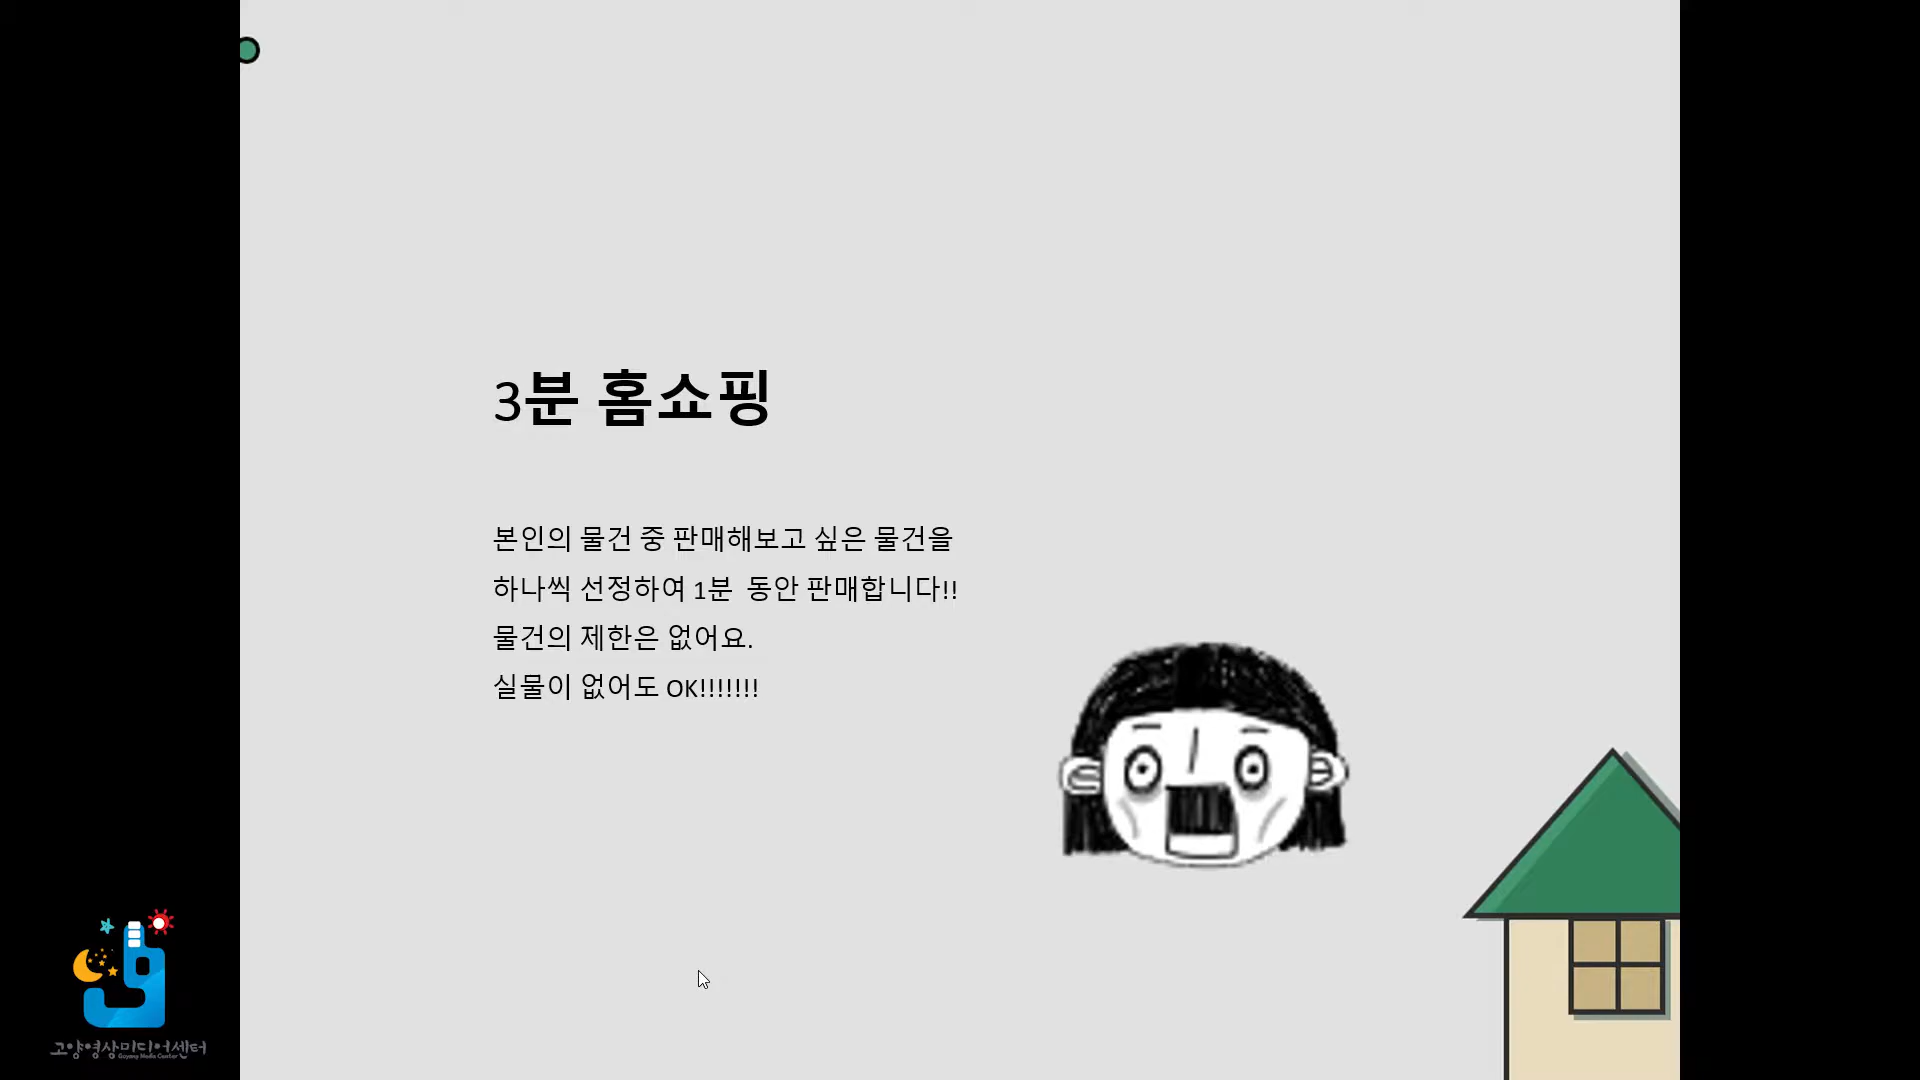 3분 홈쇼핑
본인의 물건 중 판매해보고 싶은 물건을
하나씩 선정하여 1분 동안 판매합니다!!
물건의 제한은 없어요.
실물이 없어도 OK!!!!!!!
고양영상미디어센터
Goyang Media Center